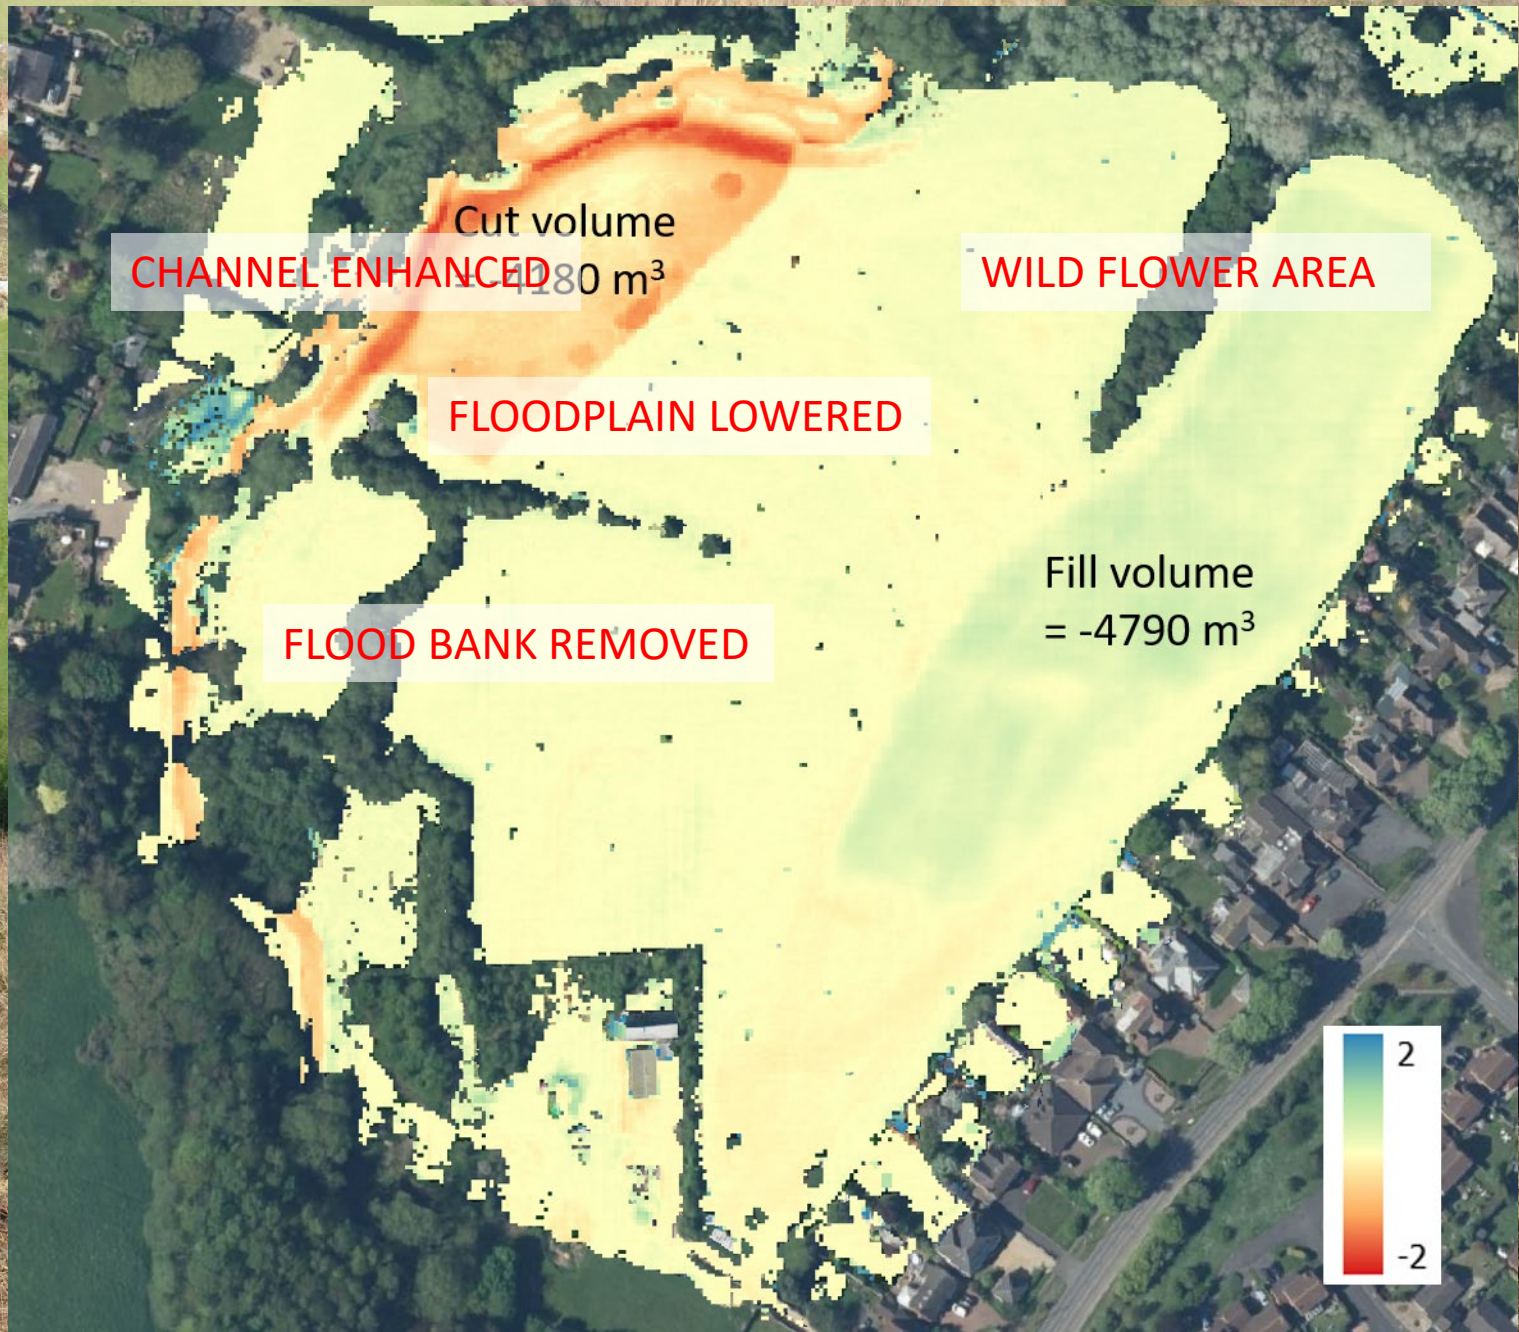 Cut volume
= -4180 m³
CHANNEL ENHANCED
WILD FLOWER AREA
FLOODPLAIN LOWERED
Fill volume
= -4790 m³
FLOOD BANK REMOVED
2
-2